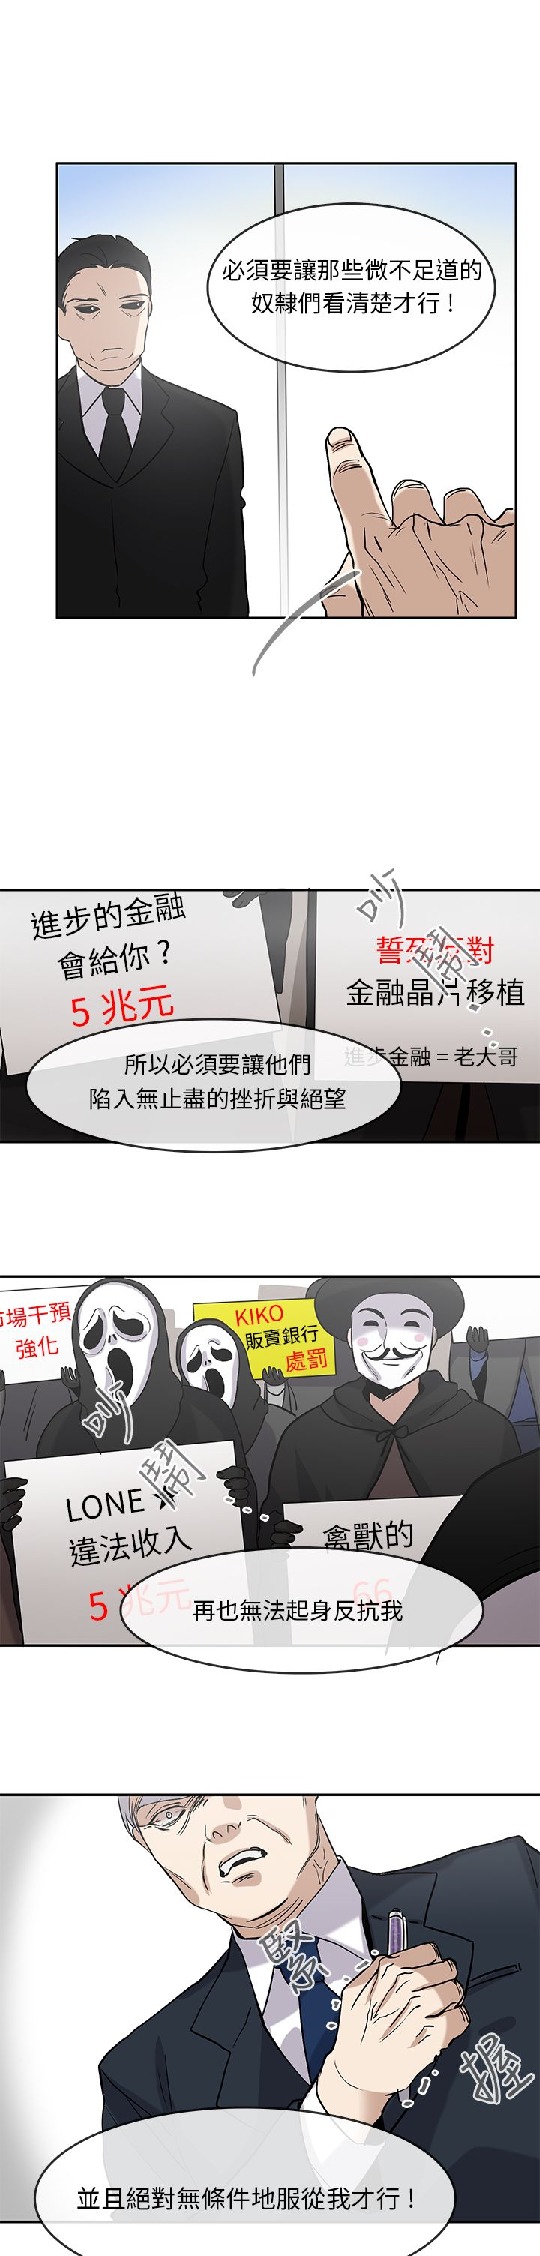 必須要讓那些微不足道的
奴隸們看清楚才行！
進步的金融
會給你？
5 兆元
吵
鬧
誓死反對
金融晶片移植
進步金融＝老大哥
所以必須要讓他們
陷入無止盡的挫折與絕望
市場干預
強化
KIKO
販賣銀行
處罰
吵
鬧
LONE ★
違法收入
5 兆元
禽獸的
66
再也無法起身反抗我
緊
握
並且絕對無條件地服從我才行！